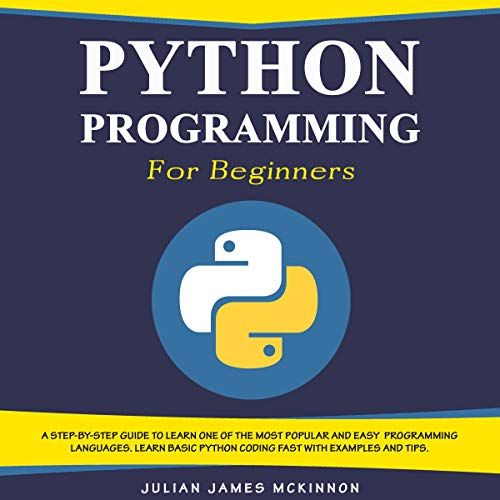 PYTHON
PROGRAMMING
For Beginners
A STEP-BY-STEP GUIDE TO LEARN ONE OF THE MOST POPULAR AND EASY PROGRAMMING
LANGUAGES. LEARN BASIC PYTHON CODING FAST WITH EXAMPLES AND TIPS.
JULIAN JAMES MCKINNON